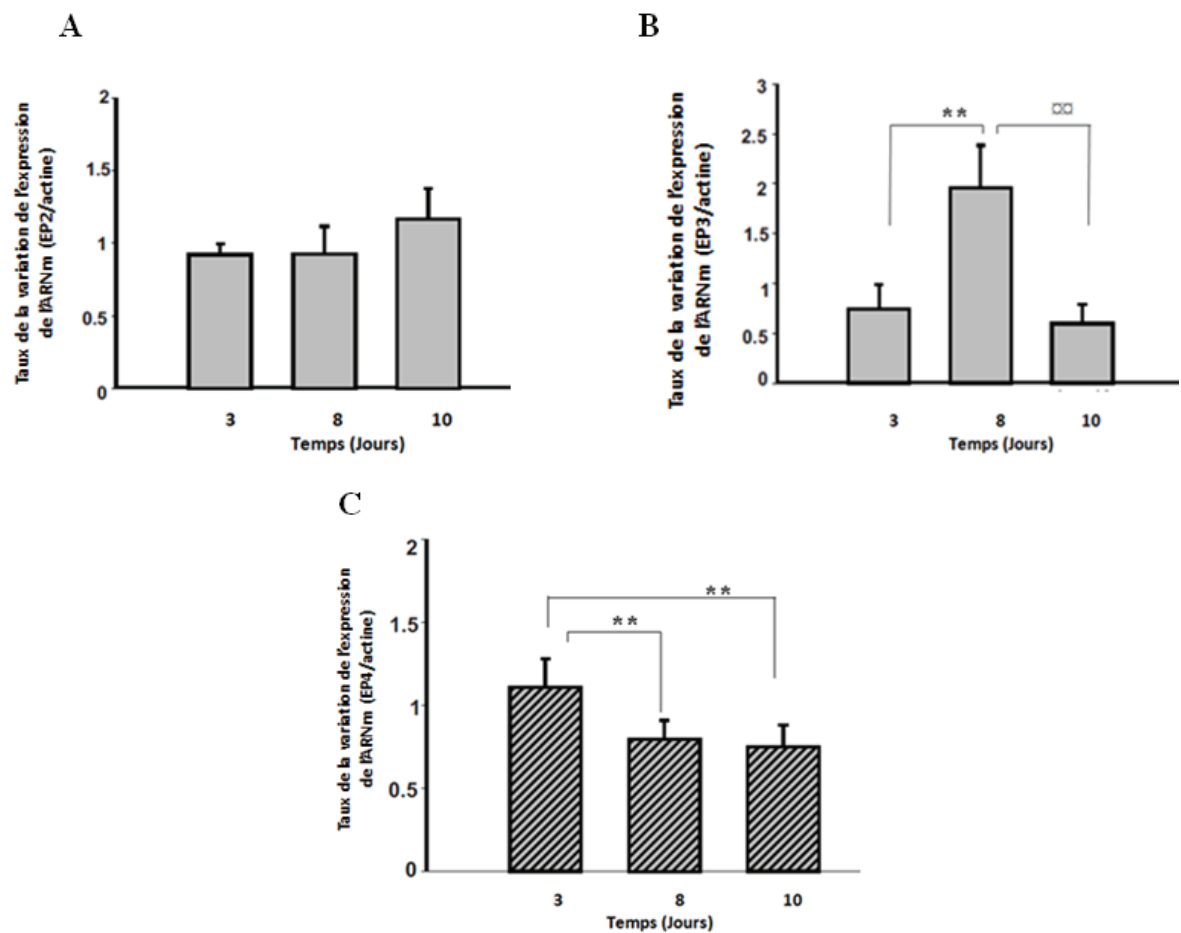 A
Taux de la variation de l'expression
de l'ARNm (EP2/actine)
2
1.5
1
0.5
0
3 8 10
Temps (Jours)
B
Taux de la variation de l'expression
de l'ARNm (EP3/actine)
3
2.5
2
1.5
1
0.5
0
** ¤¤
3 8 10
Temps (Jours)
C
Taux de la variation de l'expression
de l'ARNm (EP4/actine)
2
1.5
1
0.5
0
**
**
3 8 10
Temps (Jours)